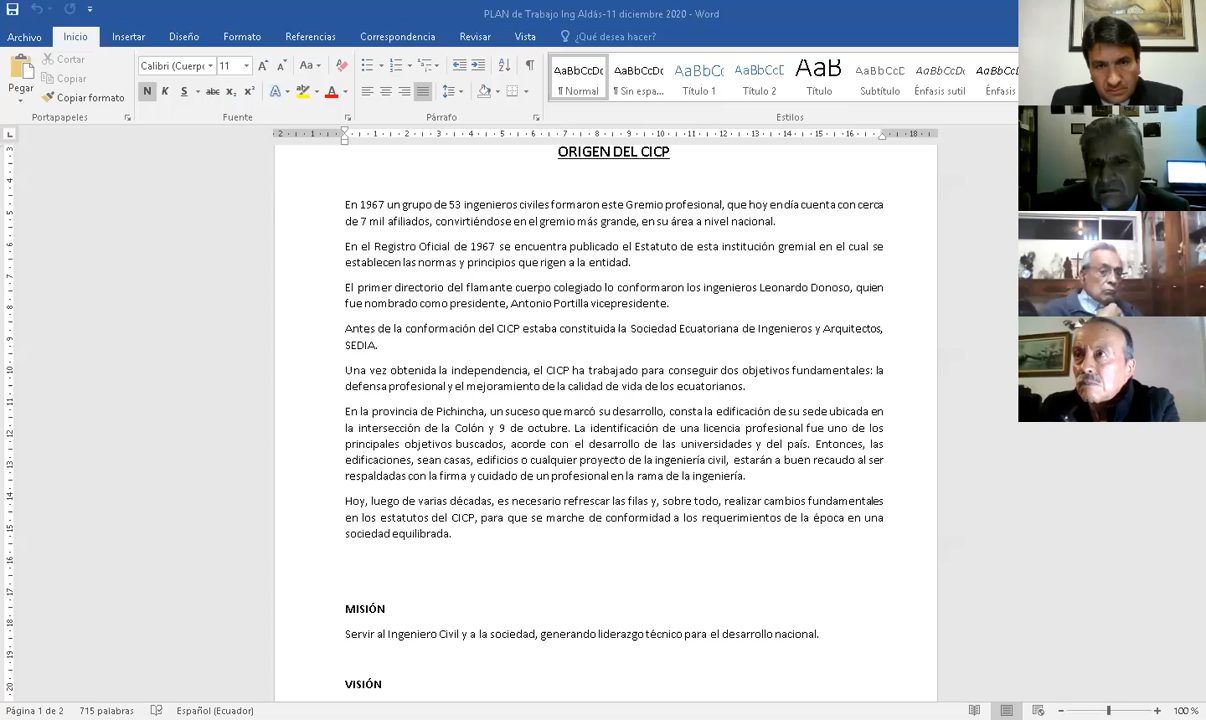 PLAN de Trabajo Ing Aldás-11 diciembre 2020 - Word
Archivo Inicio Insertar Diseño Formato Referencias Correspondencia Revisar Vista ¿Qué desea hacer?
Pegar
Cortar
Copiar
Copiar formato
Portapapeles
Calibri (Cuerpo 11
N K S abc x₂ x²
Fuente
Párrafo
AaBbCcDc AaBbCcDc AaBbCc AaBbCcD AaB AaBbCcD AaBbCcDc AaBbCcDc
¶ Normal ¶ Sin espa... Título 1 Título 2 Título Subtítulo Énfasis sutil Énfasis
Estilos
ORIGEN DEL CICP
En 1967 un grupo de 53 ingenieros civiles formaron este Gremio profesional, que hoy en día cuenta con cerca
de 7 mil afiliados, convirtiéndose en el gremio más grande, en su área a nivel nacional.
En el Registro Oficial de 1967 se encuentra publicado el Estatuto de esta institución gremial en el cual se
establecen las normas y principios que rigen a la entidad.
El primer directorio del flamante cuerpo colegiado lo conformaron los ingenieros Leonardo Donoso, quien
fue nombrado como presidente, Antonio Portilla vicepresidente.
Antes de la conformación del CICP estaba constituida la Sociedad Ecuatoriana de Ingenieros y Arquitectos,
SEDIA.
Una vez obtenida la independencia, el CICP ha trabajado para conseguir dos objetivos fundamentales: la
defensa profesional y el mejoramiento de la calidad de vida de los ecuatorianos.
En la provincia de Pichincha, un suceso que marcó su desarrollo, consta la edificación de su sede ubicada en
la intersección de la Colón y 9 de octubre. La identificación de una licencia profesional fue uno de los
principales objetivos buscados, acorde con el desarrollo de las universidades y del país. Entonces, las
edificaciones, sean casas, edificios o cualquier proyecto de la ingeniería civil, estarán a buen recaudo al ser
respaldadas con la firma y cuidado de un profesional en la rama de la ingeniería.
Hoy, luego de varias décadas, es necesario refrescar las filas y, sobre todo, realizar cambios fundamentales
en los estatutos del CICP, para que se marche de conformidad a los requerimientos de la época en una
sociedad equilibrada.
MISIÓN
Servir al Ingeniero Civil y a la sociedad, generando liderazgo técnico para el desarrollo nacional.
VISIÓN
Página 1 de 2 715 palabras Español (Ecuador) 100 %